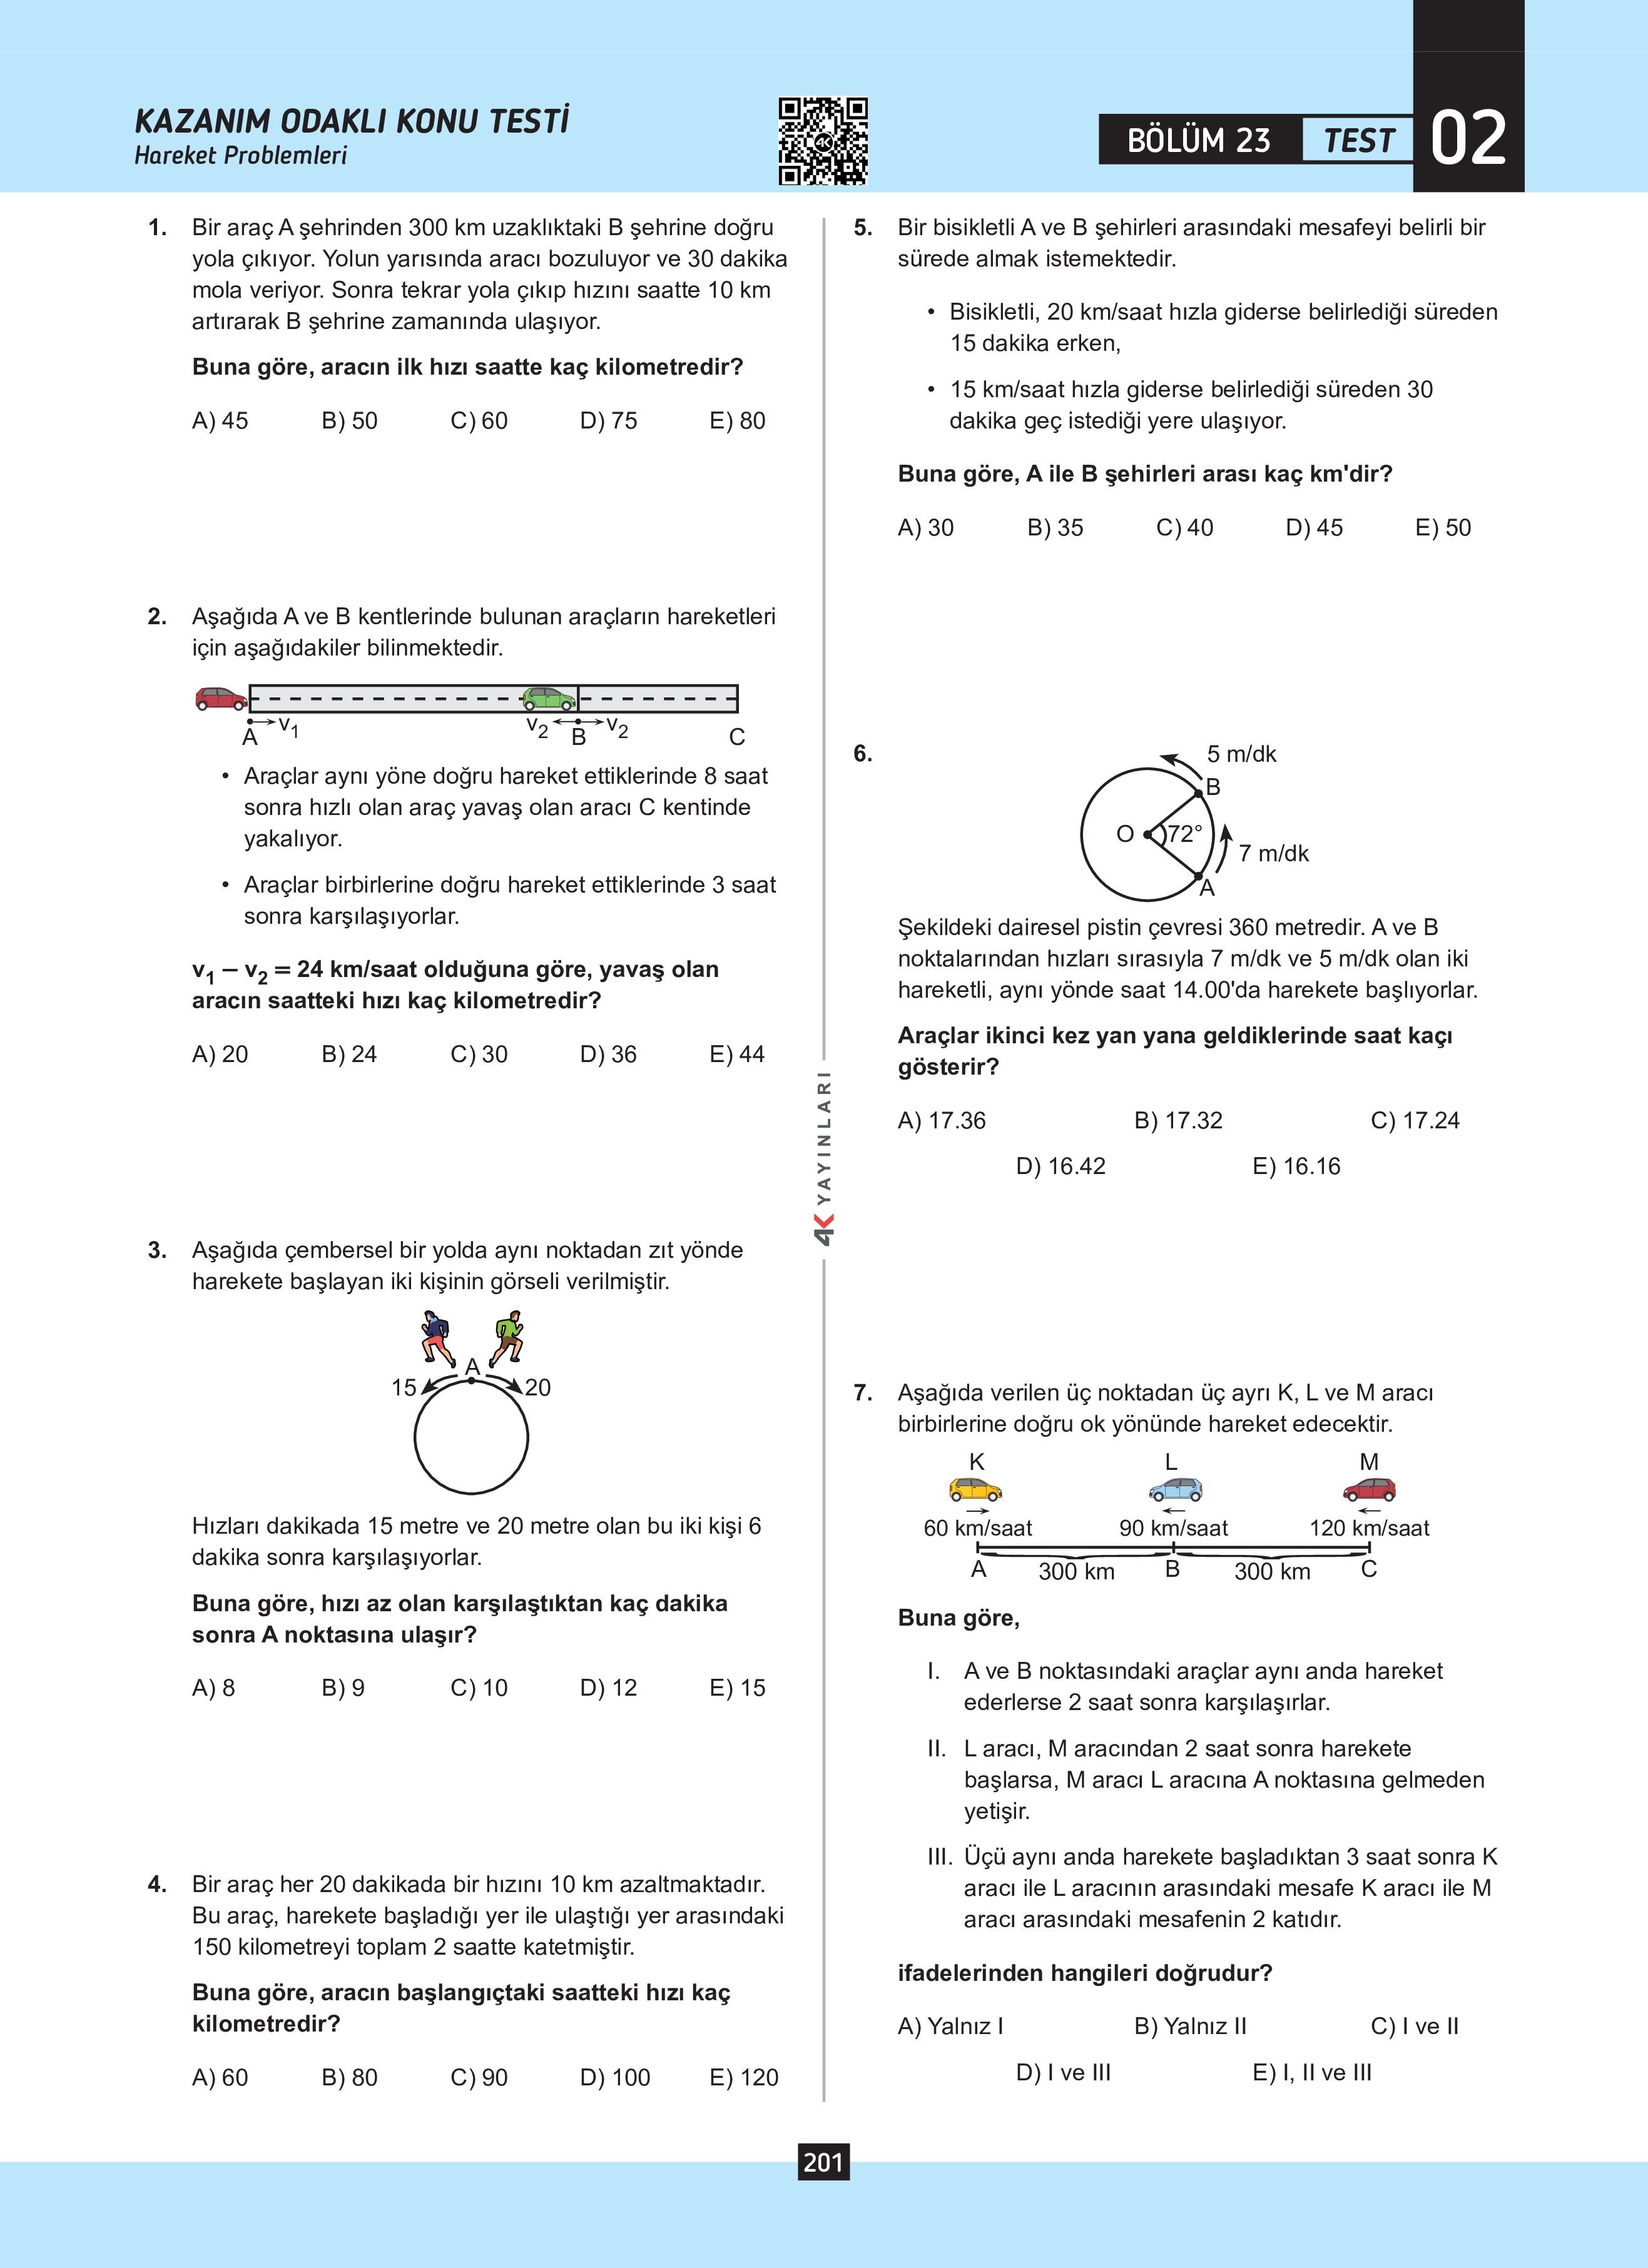 KAZANIM ODAKLI KONU TESTİ
Hareket Problemleri
4K
BÖLÜM 23
TEST
02
1. Bir araç A şehrinden 300 km uzaklıktaki B şehrine doğru
yola çıkıyor. Yolun yarısında aracı bozuluyor ve 30 dakika
mola veriyor. Sonra tekrar yola çıkıp hızını saatte 10 km
artırarak B şehrine zamanında ulaşıyor.
Buna göre, aracın ilk hızı saatte kaç kilometredir?
A) 45 B) 50 C) 60 D) 75 E) 80
2. Aşağıda A ve B kentlerinde bulunan araçların hareketleri
için aşağıdakiler bilinmektedir.
v1 v2 v2
A B C
• Araçlar aynı yöne doğru hareket ettiklerinde 8 saat
sonra hızlı olan araç yavaş olan aracı C kentinde
yakalıyor.
• Araçlar birbirlerine doğru hareket ettiklerinde 3 saat
sonra karşılaşıyorlar.
v1 – v2 = 24 km/saat olduğuna göre, yavaş olan
aracın saatteki hızı kaç kilometredir?
A) 20 B) 24 C) 30 D) 36 E) 44
3. Aşağıda çembersel bir yolda aynı noktadan zıt yönde
harekete başlayan iki kişinin görseli verilmiştir.
A
15 20
Hızları dakikada 15 metre ve 20 metre olan bu iki kişi 6
dakika sonra karşılaşıyorlar.
Buna göre, hızı az olan karşılaştıktan kaç dakika
sonra A noktasına ulaşır?
A) 8 B) 9 C) 10 D) 12 E) 15
4. Bir araç her 20 dakikada bir hızını 10 km azaltmaktadır.
Bu araç, harekete başladığı yer ile ulaştığı yer arasındaki
150 kilometreyi toplam 2 saatte katetmiştir.
Buna göre, aracın başlangıçtaki saatteki hızı kaç
kilometredir?
A) 60 B) 80 C) 90 D) 100 E) 120
4K YAYINLARI
5. Bir bisikletli A ve B şehirleri arasındaki mesafeyi belirli bir
sürede almak istemektedir.
• Bisikletli, 20 km/saat hızla giderse belirlediği süreden
15 dakika erken,
• 15 km/saat hızla giderse belirlediği süreden 30
dakika geç istediği yere ulaşıyor.
Buna göre, A ile B şehirleri arası kaç km'dir?
A) 30 B) 35 C) 40 D) 45 E) 50
6.
5 m/dk
B
O 72°
7 m/dk
A
Şekildeki dairesel pistin çevresi 360 metredir. A ve B
noktalarından hızları sırasıyla 7 m/dk ve 5 m/dk olan iki
hareketli, aynı yönde saat 14.00'da harekete başlıyorlar.
Araçlar ikinci kez yan yana geldiklerinde saat kaçı
gösterir?
A) 17.36 B) 17.32 C) 17.24
D) 16.42 E) 16.16
7. Aşağıda verilen üç noktadan üç ayrı K, L ve M aracı
birbirlerine doğru ok yönünde hareket edecektir.
K L M
60 km/saat 90 km/saat 120 km/saat
A 300 km B 300 km C
Buna göre,
I. A ve B noktasındaki araçlar aynı anda hareket
ederlerse 2 saat sonra karşılaşırlar.
II. L aracı, M aracından 2 saat sonra harekete
başlarsa, M aracı L aracına A noktasına gelmeden
yetişir.
III. Üçü aynı anda harekete başladıktan 3 saat sonra K
aracı ile L aracının arasındaki mesafe K aracı ile M
aracı arasındaki mesafenin 2 katıdır.
ifadelerinden hangileri doğrudur?
A) Yalnız I B) Yalnız II C) I ve II
D) I ve III E) I, II ve III
201